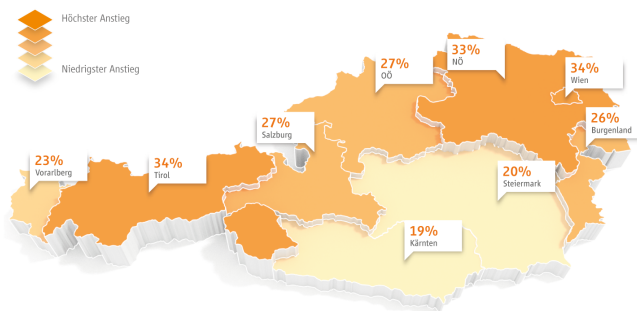 Höchster Anstieg
Niedrigster Anstieg
33%
NÖ
27%
OÖ
34%
Wien
27%
Salzburg
26%
Burgenland
23%
Vorarlberg
34%
Tirol
20%
Steiermark
19%
Kärnten